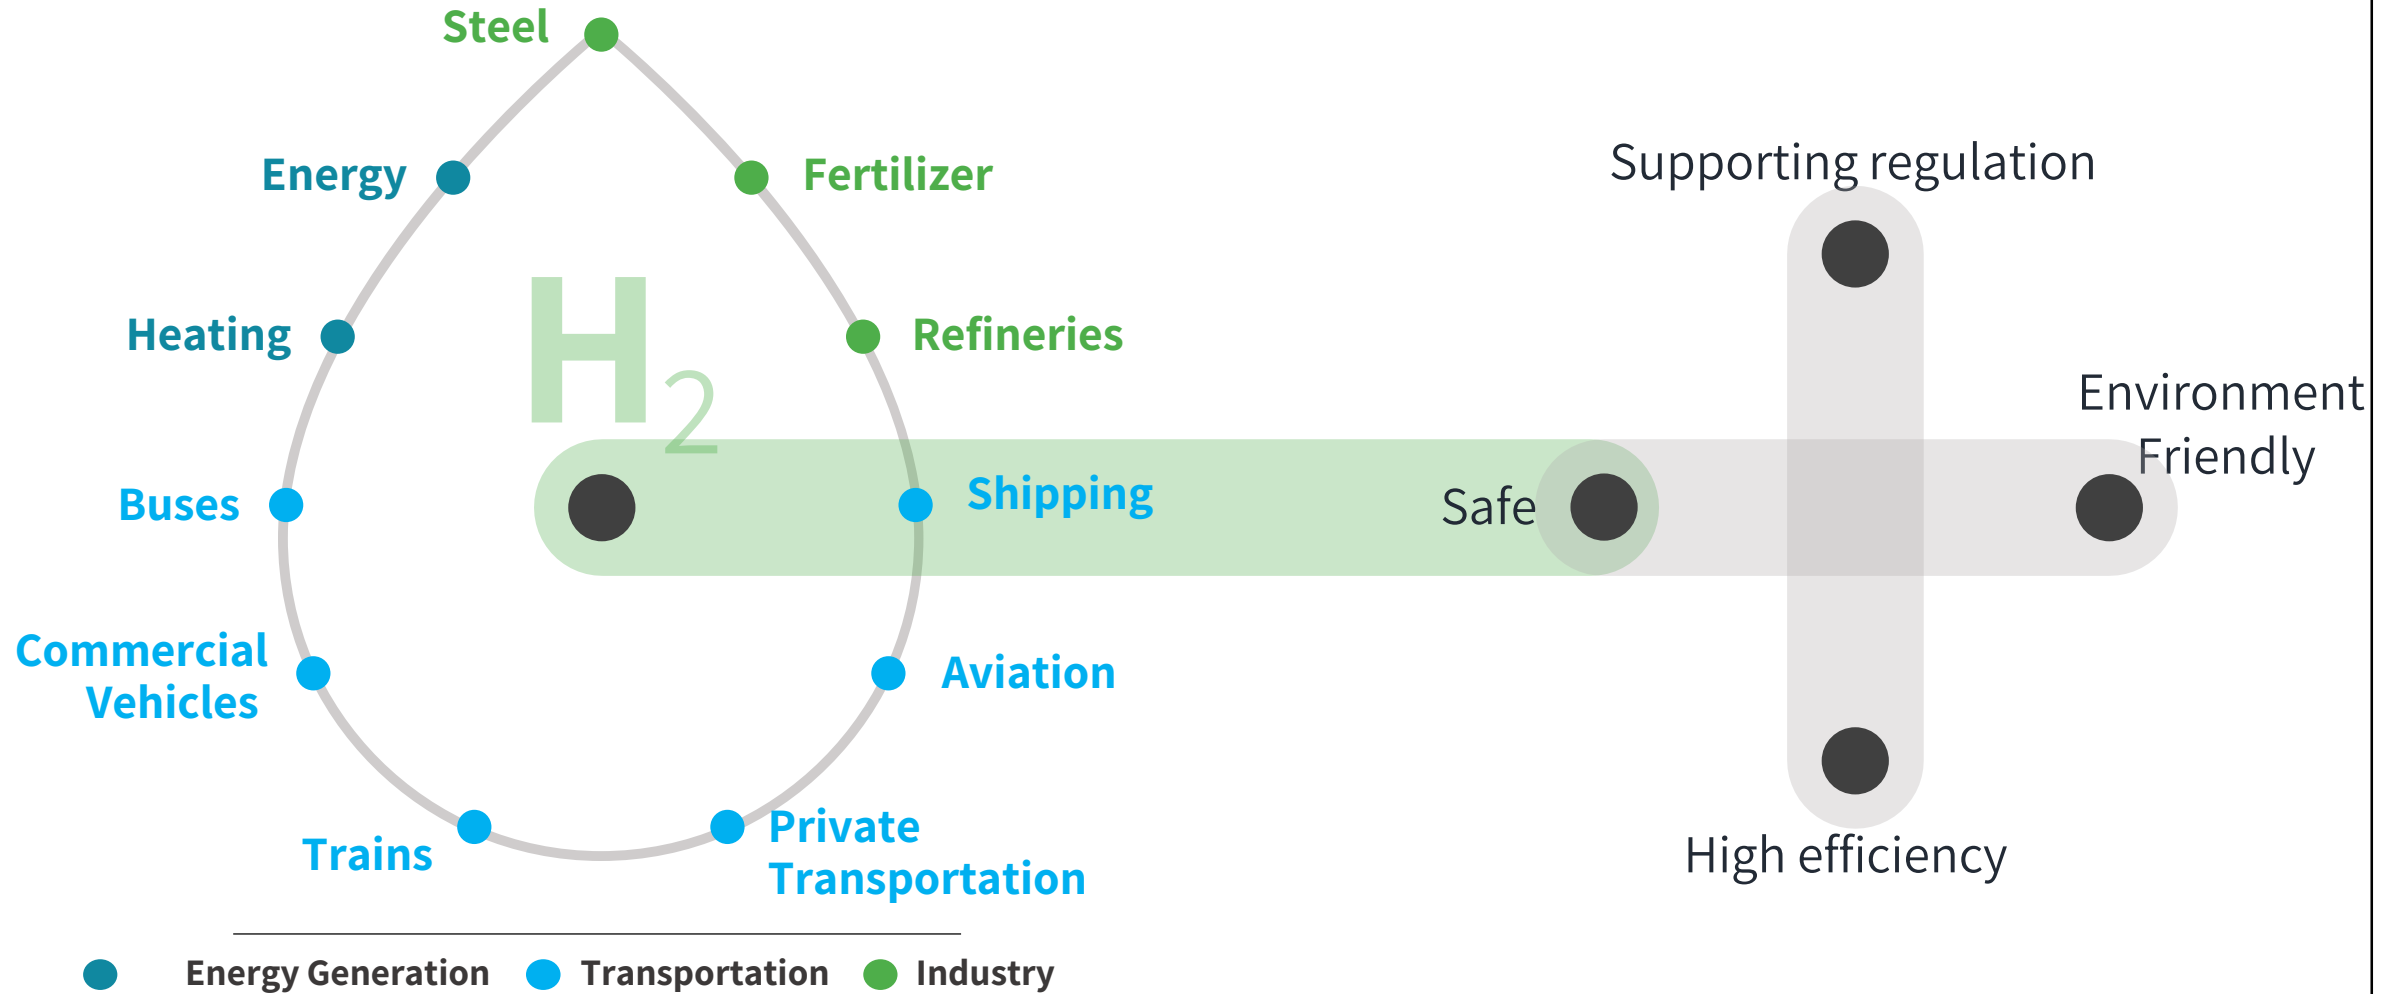 Steel
Energy
Fertilizer
Heating
Refineries
H2
Buses
Shipping
Commercial
Vehicles
Aviation
Trains
Private
Transportation
Energy Generation
Transportation
Industry
Supporting regulation
Environment
Friendly
Safe
High efficiency